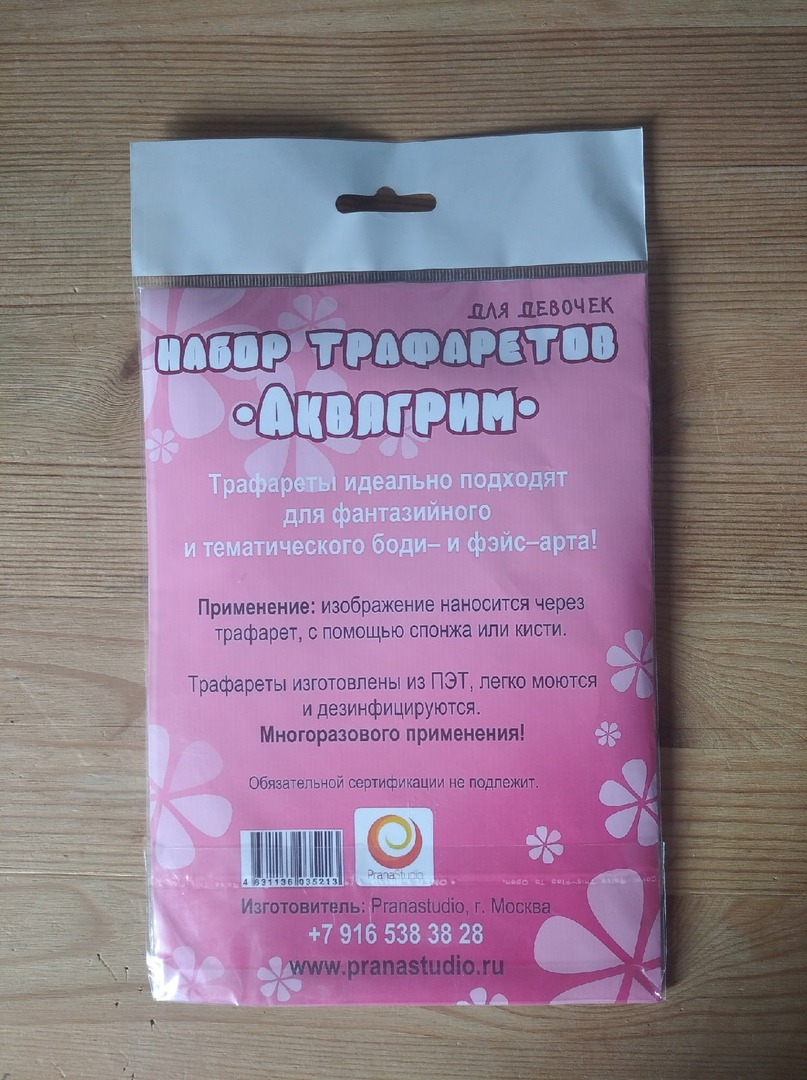 ДЛЯ ДЕВОЧЕК
НАБОР ТРАФАРЕТОВ
•АКВАГРИМ•
Трафареты идеально подходят
для фантазийного
и тематического боди– и фэйс–арта!
Применение: изображение наносится через
трафарет, с помощью спонжа или кисти.
Трафареты изготовлены из ПЭТ, легко моются
и дезинфицируются.
Многоразового применения!
Обязательной сертификации не подлежит.
4 631136 035213
PranaStudio
Изготовитель: Pranastudio, г. Москва
+7 916 538 38 28
www.pranastudio.ru